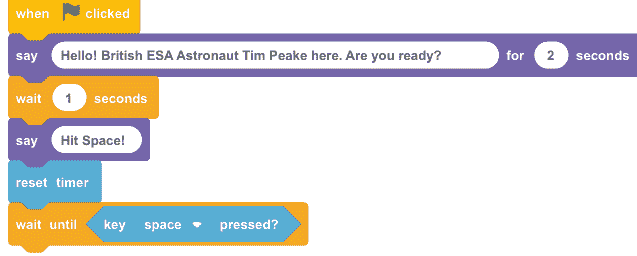 when clicked
say Hello! British ESA Astronaut Tim Peake here. Are you ready? for 2 seconds
wait 1 seconds
say Hit Space!
reset timer
wait until key space pressed?